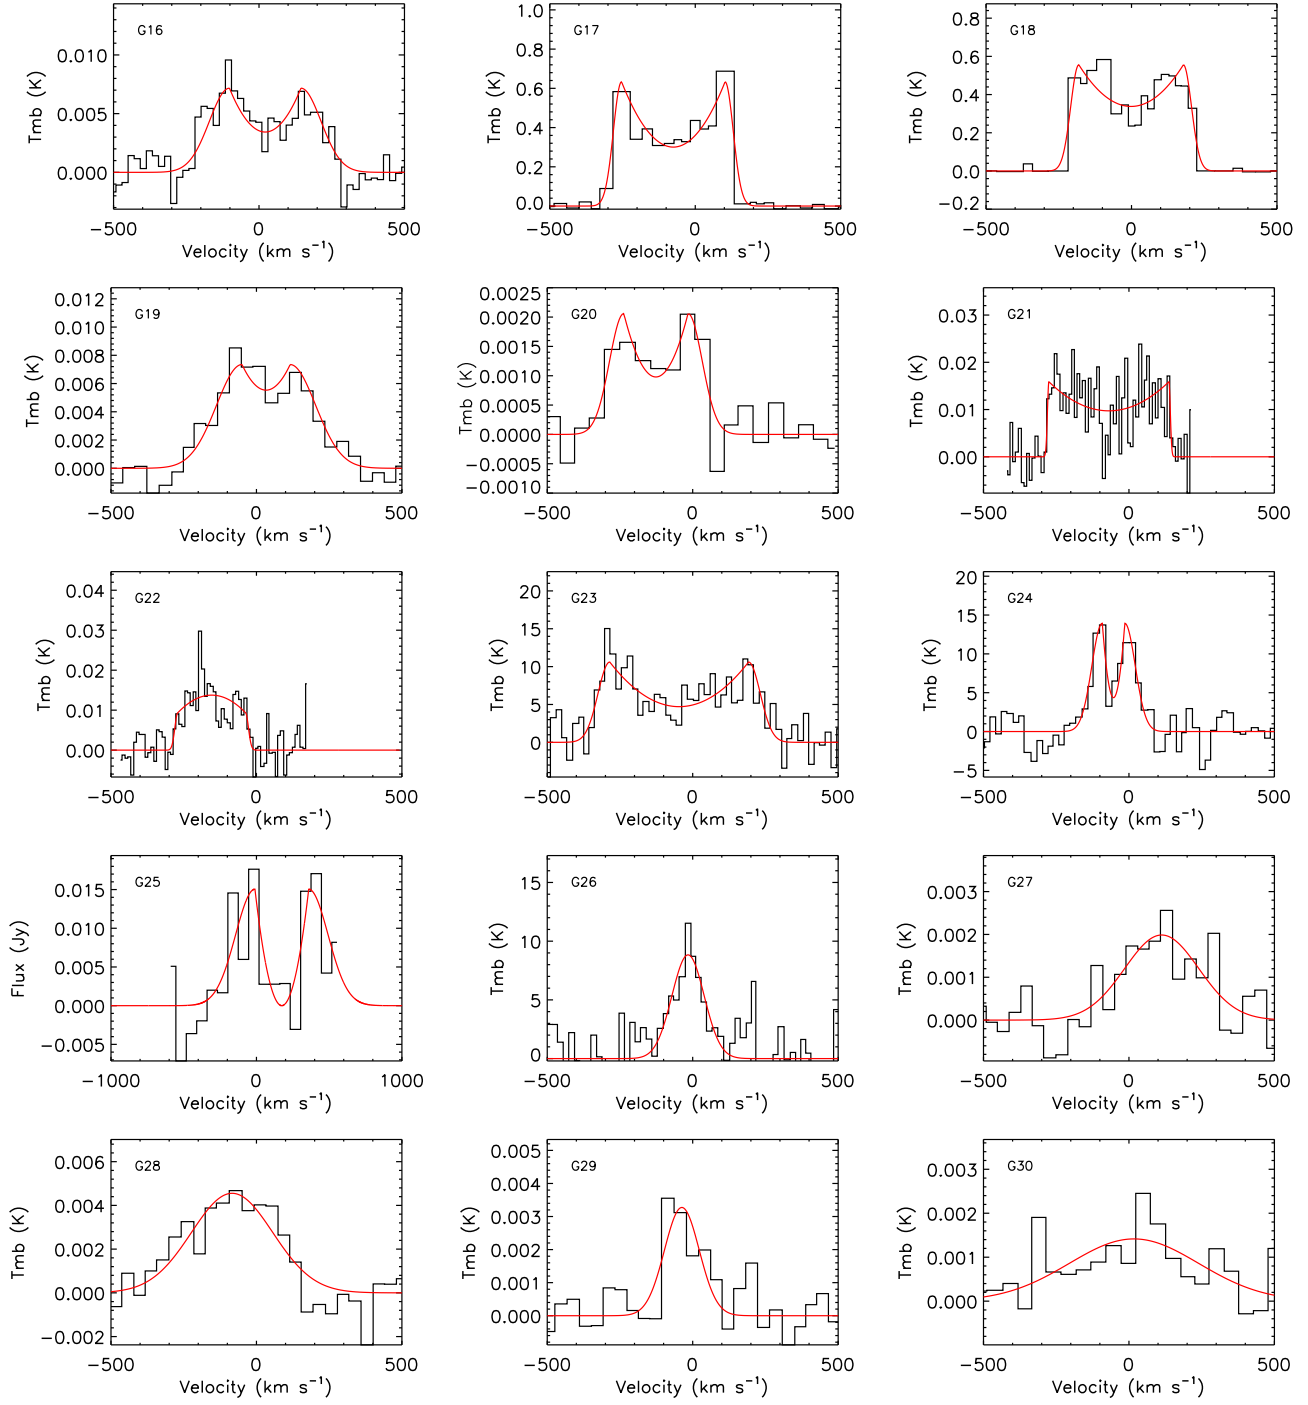 G16
Tmb (K)
0.010
0.005
0.000
−500 0 500
Velocity (km s⁻¹)
G17
Tmb (K)
1.0
0.8
0.6
0.4
0.2
0.0
−500 0 500
Velocity (km s⁻¹)
G18
Tmb (K)
0.8
0.6
0.4
0.2
0.0
−0.2
−500 0 500
Velocity (km s⁻¹)
G19
Tmb (K)
0.012
0.010
0.008
0.006
0.004
0.002
0.000
−500 0 500
Velocity (km s⁻¹)
G20
Tmb (K)
0.0025
0.0020
0.0015
0.0010
0.0005
0.0000
−0.0005
−0.0010
−500 0 500
Velocity (km s⁻¹)
G21
Tmb (K)
0.03
0.02
0.01
0.00
−500 0 500
Velocity (km s⁻¹)
G22
Tmb (K)
0.04
0.03
0.02
0.01
0.00
−500 0 500
Velocity (km s⁻¹)
G23
Tmb (K)
20
15
10
5
0
−500 0 500
Velocity (km s⁻¹)
G24
Tmb (K)
20
15
10
5
0
−5
−500 0 500
Velocity (km s⁻¹)
G25
Flux (Jy)
0.015
0.010
0.005
0.000
−0.005
−1000 0 1000
Velocity (km s⁻¹)
G26
Tmb (K)
15
10
5
0
−500 0 500
Velocity (km s⁻¹)
G27
Tmb (K)
0.003
0.002
0.001
0.000
−500 0 500
Velocity (km s⁻¹)
G28
Tmb (K)
0.006
0.004
0.002
0.000
−0.002
−500 0 500
Velocity (km s⁻¹)
G29
Tmb (K)
0.005
0.004
0.003
0.002
0.001
0.000
−500 0 500
Velocity (km s⁻¹)
G30
Tmb (K)
0.003
0.002
0.001
0.000
−500 0 500
Velocity (km s⁻¹)